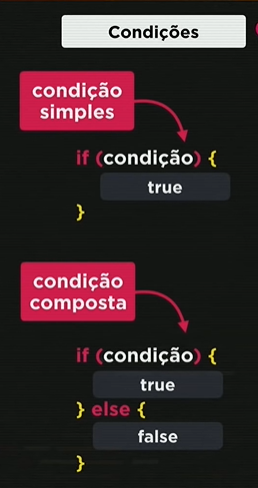 Condições
condição
simples
if (condição) {
true
}
condição
composta
if (condição) {
true
} else {
false
}